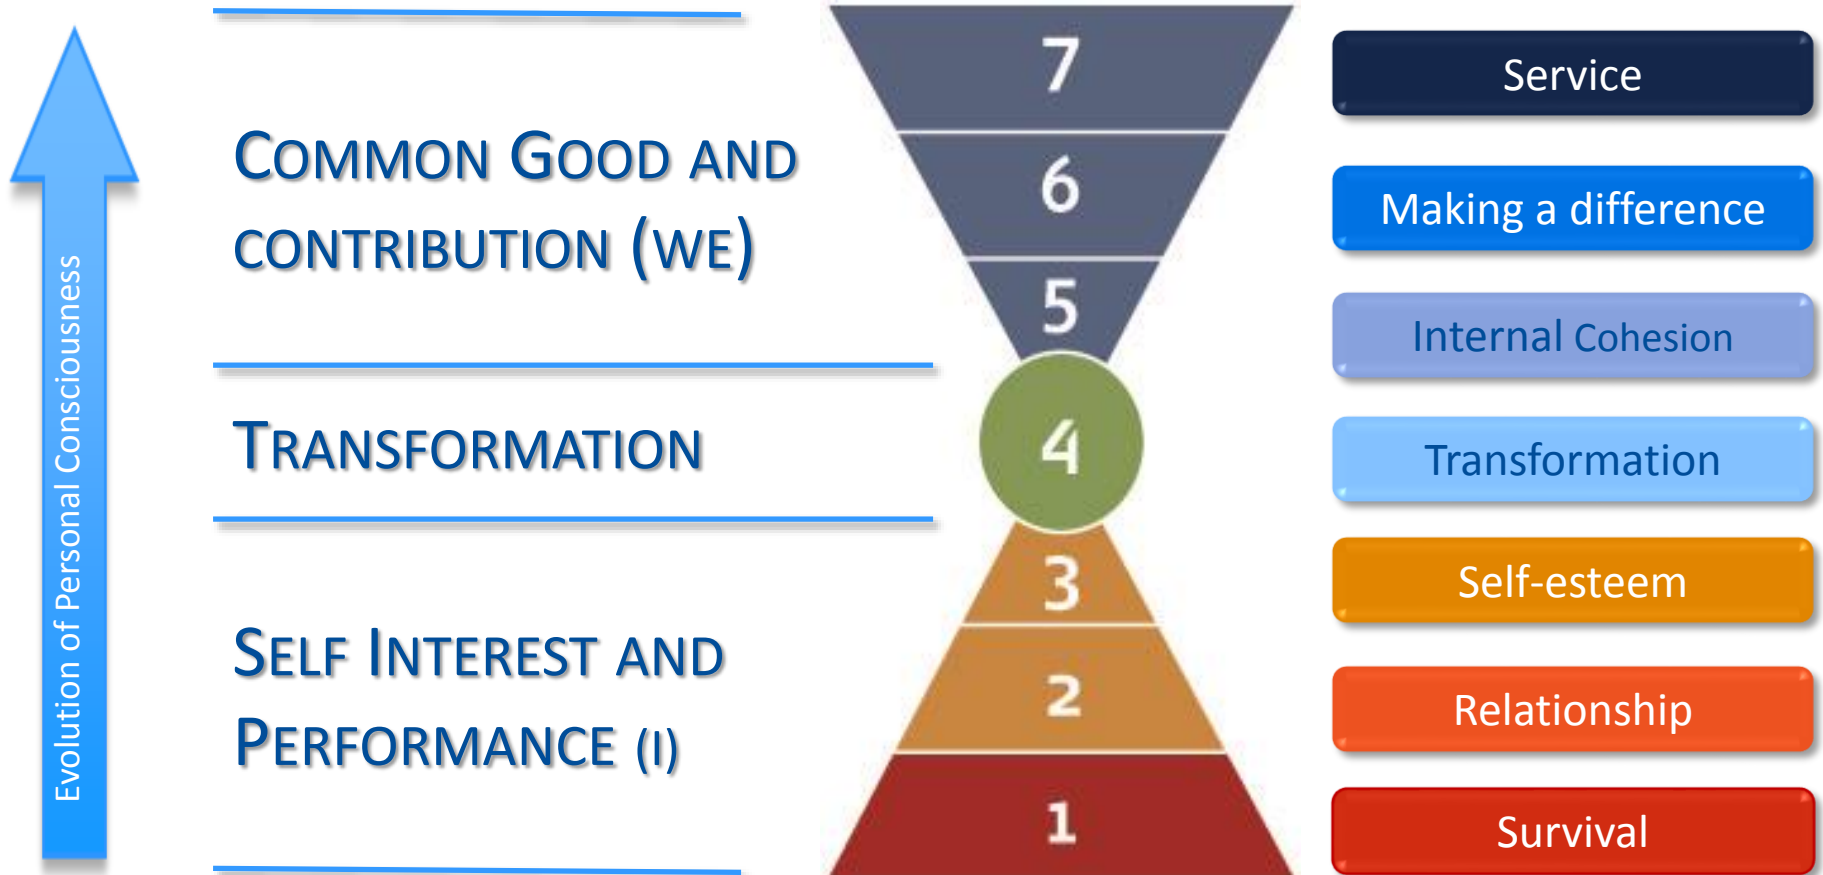 Evolution of Personal Consciousness
Common Good and
contribution (we)
Transformation
Self Interest and
Performance (I)
7
6
5
4
3
2
1
Service
Making a difference
Internal Cohesion
Transformation
Self-esteem
Relationship
Survival